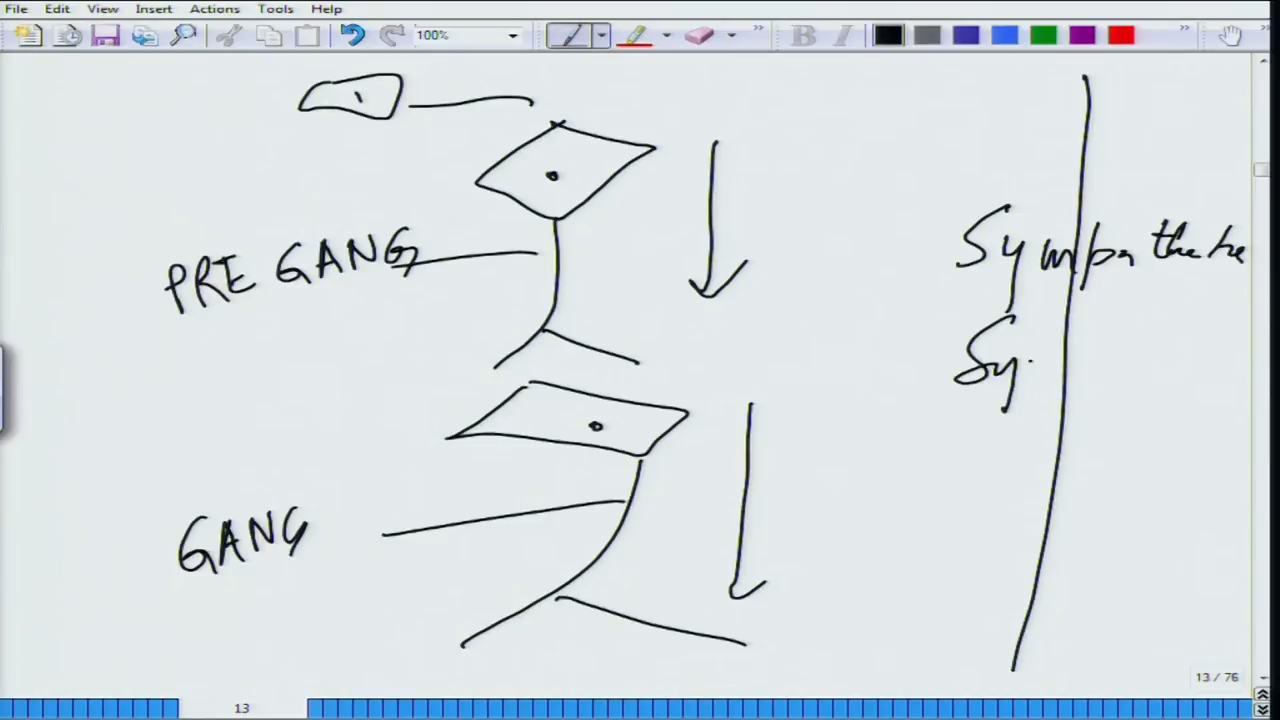 File Edit View Insert Actions Tools Help
100%
B I
PRE GANG
Sympathetic
Sy
GANG
13 / 76
13